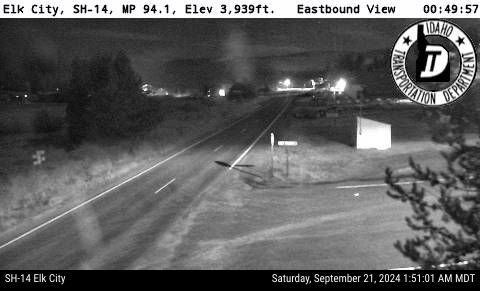 Elk City, SH-14, MP 94.1, Elev 3,939ft. Eastbound View 00:49:57
IDAHO
TRANSPORTATION DEPARTMENT
SH-14 Elk City Saturday, September 21, 2024 1:51:01 AM MDT